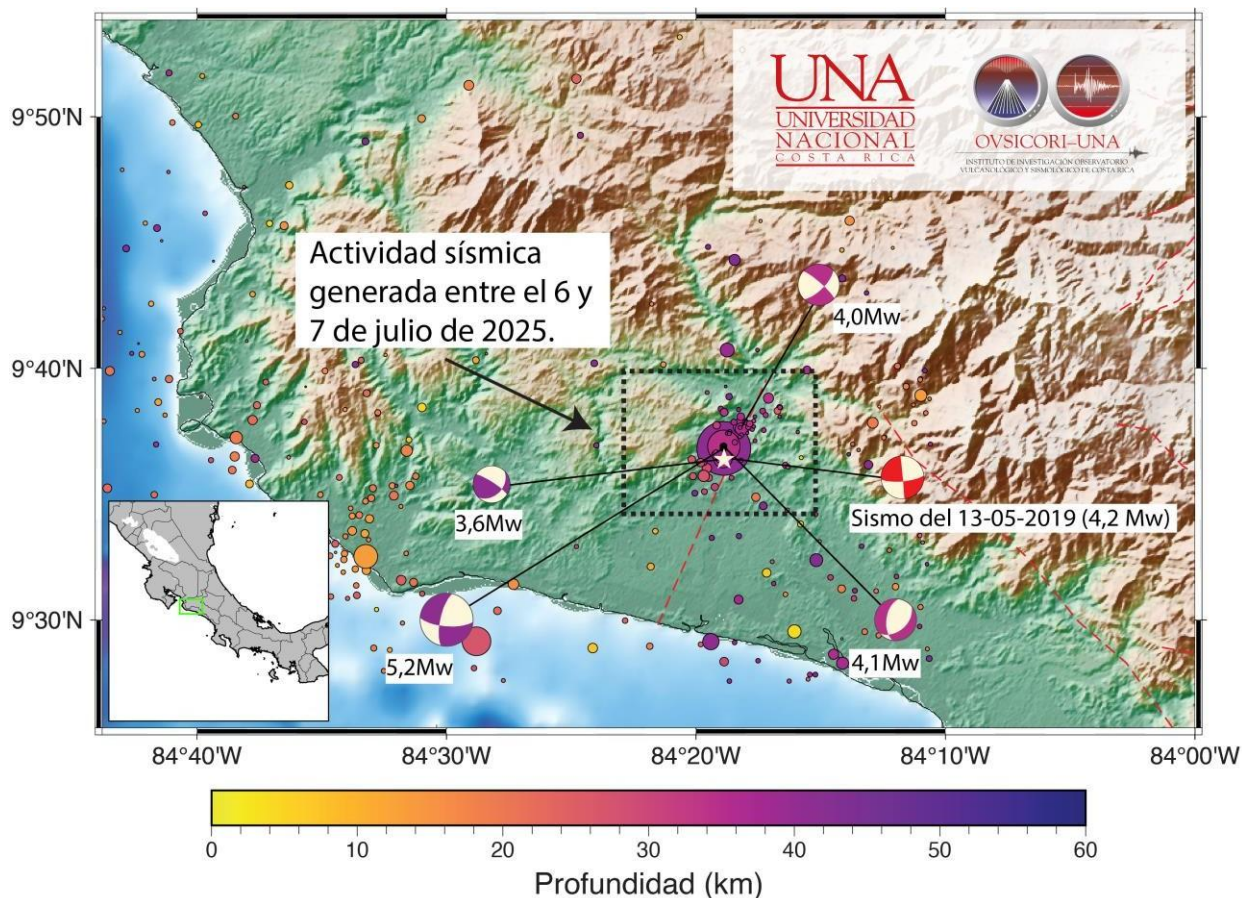 UNA
UNIVERSIDAD
NACIONAL
COSTA RICA
OVSICORI–UNA
INSTITUTO DE INVESTIGACIÓN OBSERVATORIO
VULCANOLÓGICO Y SISMOLÓGICO DE COSTA RICA
9°50'N
Actividad sísmica
generada entre el 6 y
7 de julio de 2025.
4,0Mw
9°40'N
3,6Mw
Sismo del 13-05-2019 (4,2 Mw)
9°30'N
5,2Mw
4,1Mw
84°40'W
84°30'W
84°20'W
84°10'W
84°00'W
0
10
20
30
40
50
60
Profundidad (km)